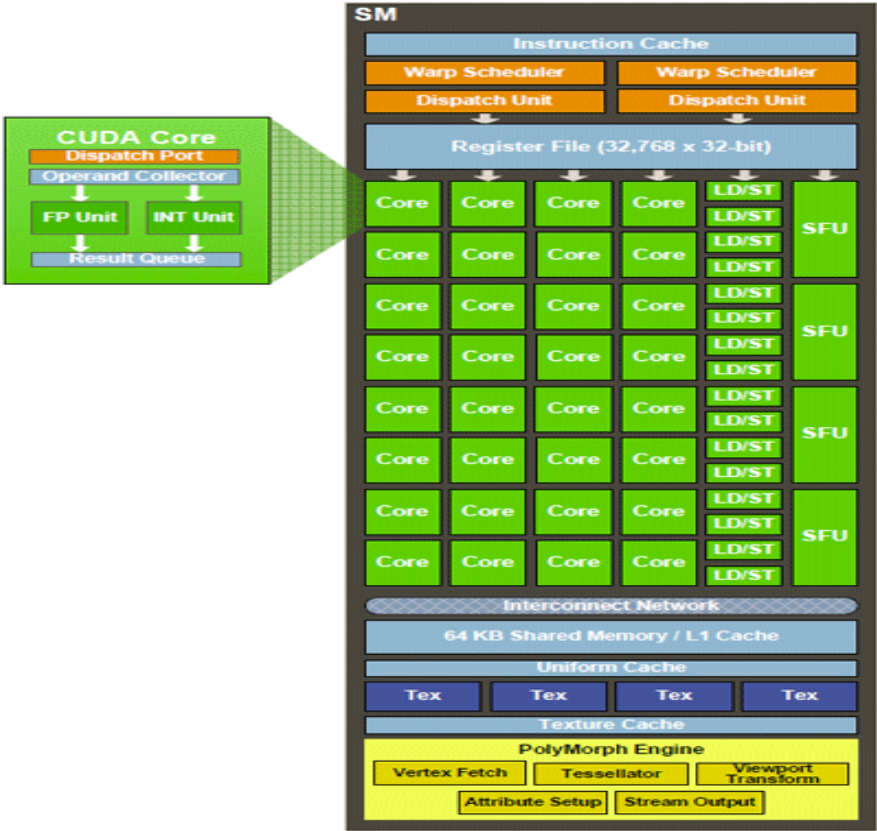 SM
Instruction Cache
Warp Scheduler Warp Scheduler
Dispatch Unit Dispatch Unit
Register File (32,768 x 32-bit)
CUDA Core
Dispatch Port
Operand Collector
FP Unit INT Unit
Result Queue
Core Core Core Core LD/ST
LD/ST
SFU
Core Core Core Core LD/ST
LD/ST
Core Core Core Core LD/ST
LD/ST
SFU
Core Core Core Core LD/ST
LD/ST
Core Core Core Core LD/ST
LD/ST
SFU
Core Core Core Core LD/ST
LD/ST
Core Core Core Core LD/ST
LD/ST
SFU
Core Core Core Core LD/ST
LD/ST
Interconnect Network
64 KB Shared Memory / L1 Cache
Uniform Cache
Tex Tex Tex Tex
Texture Cache
PolyMorph Engine
Vertex Fetch Tessellator Viewport
Transform
Attribute Setup Stream Output